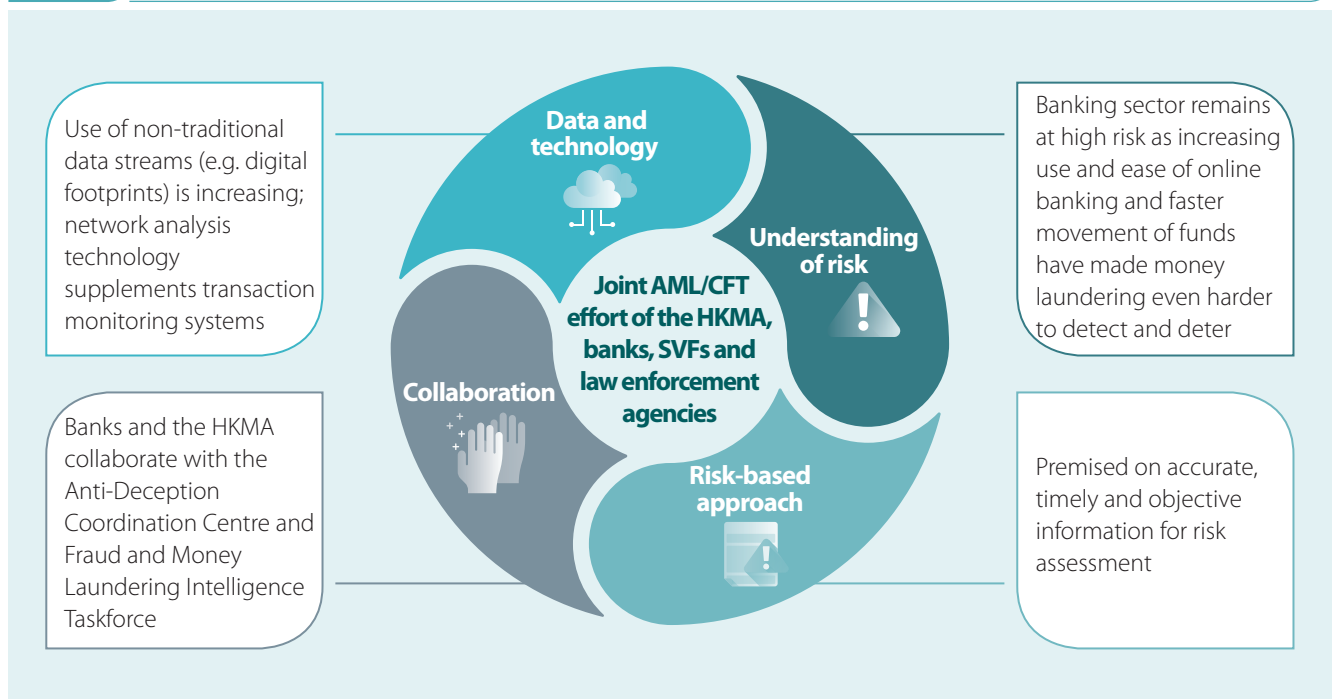 Use of non-traditional
data streams (e.g. digital
footprints) is increasing;
network analysis
technology
supplements transaction
monitoring systems
Data and
technology
Understanding
of risk
Banking sector remains
at high risk as increasing
use and ease of online
banking and faster
movement of funds
have made money
laundering even harder
to detect and deter
Joint AML/CFT
effort of the HKMA,
banks, SVFs and
law enforcement
agencies
Banks and the HKMA
collaborate with the
Anti-Deception
Coordination Centre and
Fraud and Money
Laundering Intelligence
Taskforce
Collaboration
Risk-based
approach
Premised on accurate,
timely and objective
information for risk
assessment